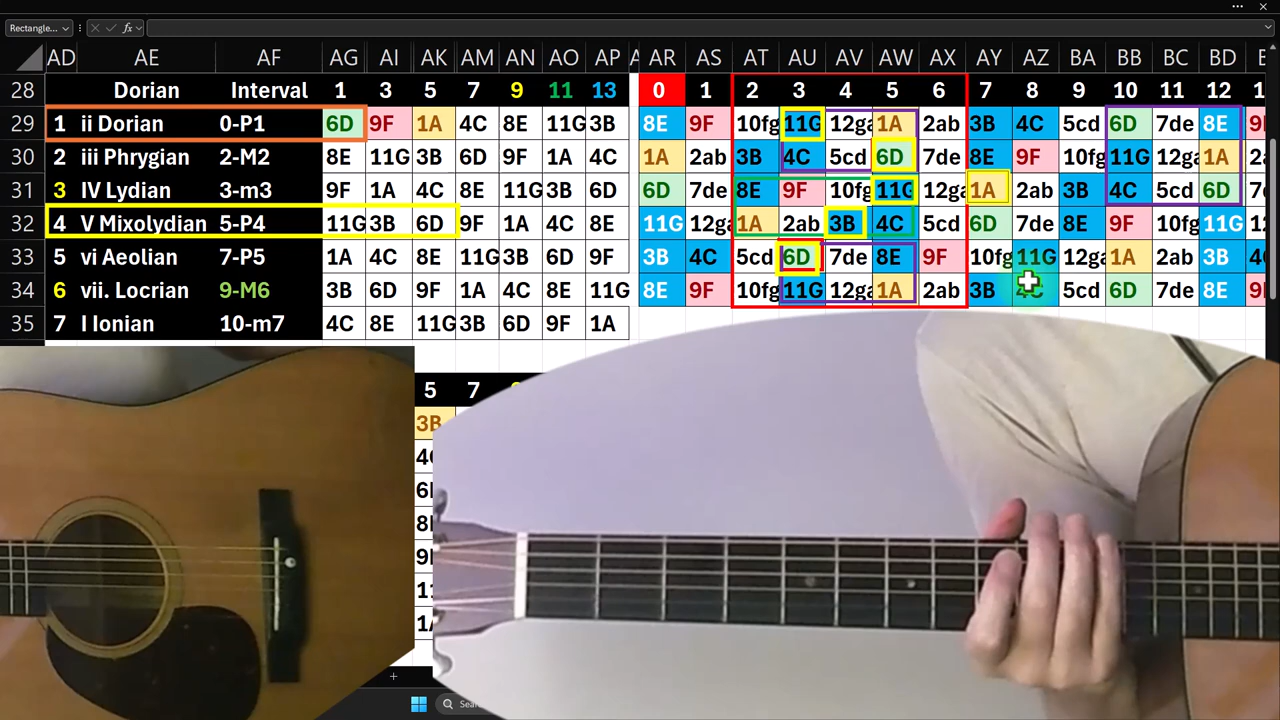 Rectangle...
fx
AD AE AF AG AI AK AM AN AO AP AR AS AT AU AV AW AX AY AZ BA BB BC BD
28 Dorian Interval 1 3 5 7 9 11 13 0 1 2 3 4 5 6 7 8 9 10 11 12 1
29 1 ii Dorian 0-P1 6D 9F 1A 4C 8E 11G 3B 8E 9F 10fg 11G 12ga 1A 2ab 3B 4C 5cd 6D 7de 8E
30 2 iii Phrygian 2-M2 8E 11G 3B 6D 9F 1A 4C 1A 2ab 3B 4C 5cd 6D 7de 8E 9F 10fg 11G 12ga 1A
31 3 IV Lydian 3-m3 9F 1A 4C 8E 11G 3B 6D 6D 7de 8E 9F 10fg 11G 12ga 1A 2ab 3B 4C 5cd 6D
32 4 V Mixolydian 5-P4 11G 3B 6D 9F 1A 4C 8E 11G 12ga 1A 2ab 3B 4C 5cd 6D 7de 8E 9F 10fg 11G
33 5 vi Aeolian 7-P5 1A 4C 8E 11G 3B 6D 9F 3B 4C 5cd 6D 7de 8E 9F 10fg 11G 12ga 1A 2ab 3B
34 6 vii. Locrian 9-M6 3B 6D 9F 1A 4C 8E 11G 8E 9F 10fg 11G 12ga 1A 2ab 3B 4C 5cd 6D 7de 8E
35 7 I Ionian 10-m7 4C 8E 11G 3B 6D 9F 1A
5 7
3B